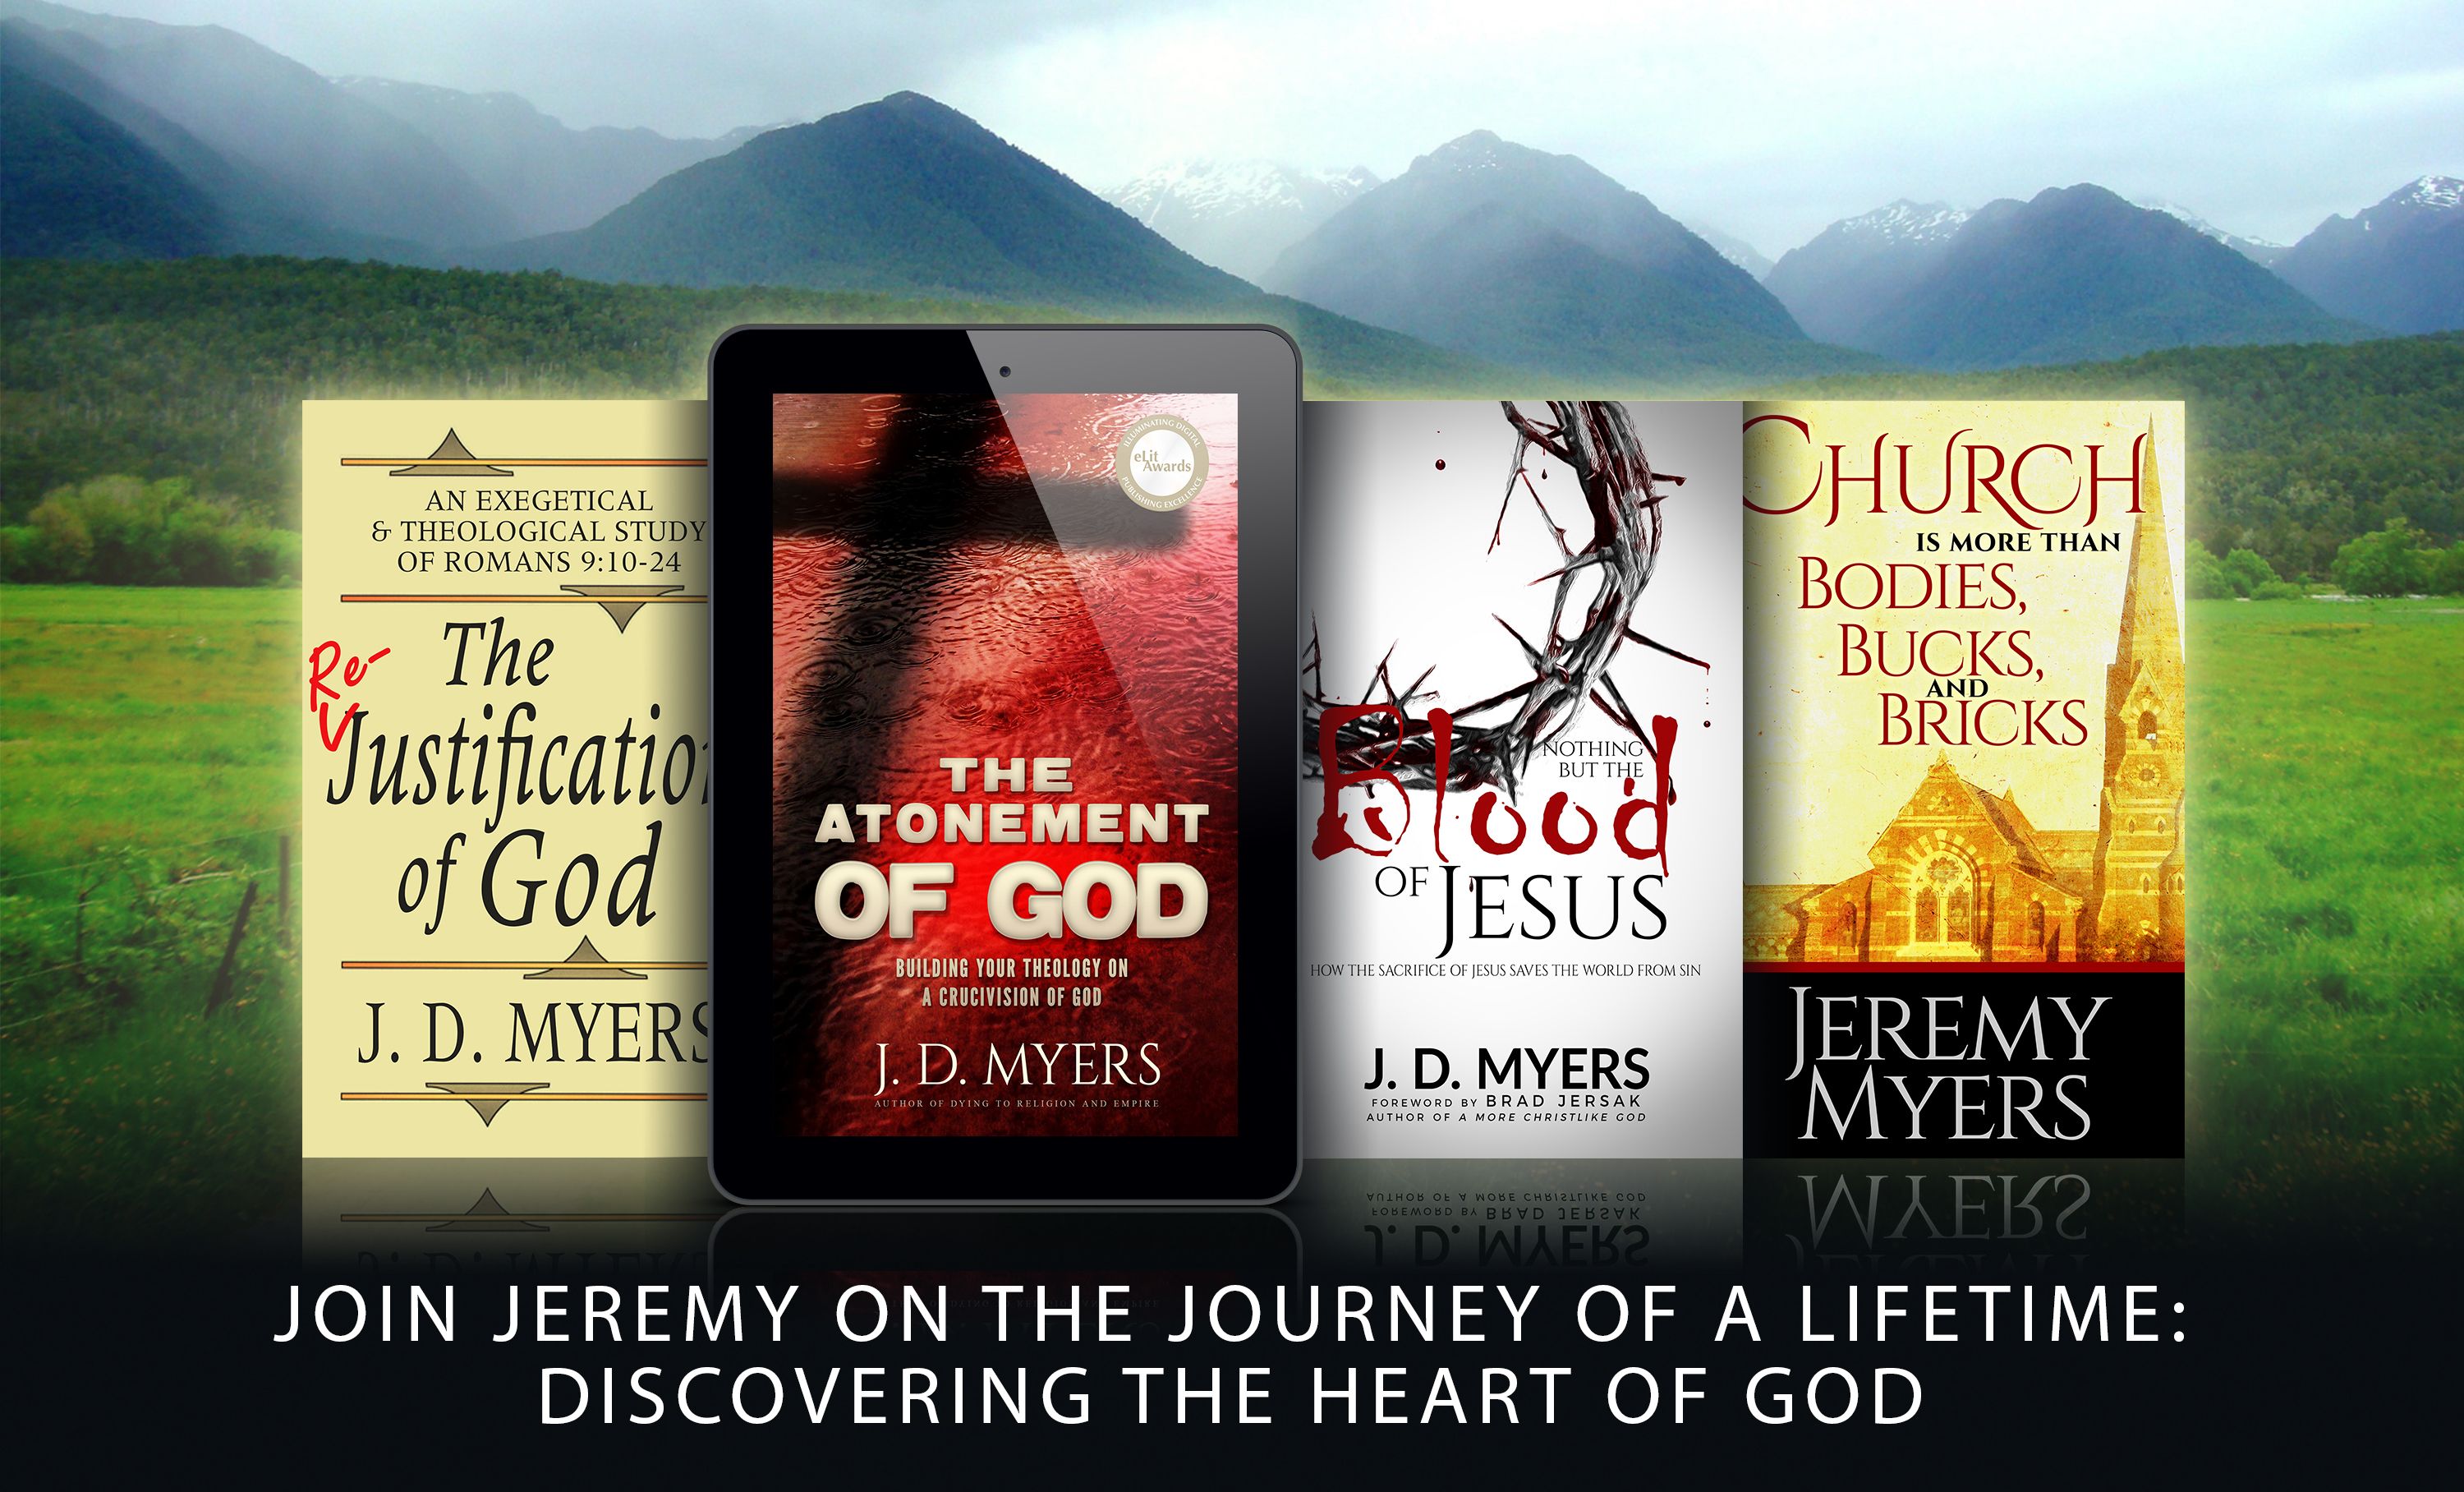 AN EXEGETICAL
& THEOLOGICAL STUDY
OF ROMANS 9:10-24
The
Re-
Justification
of God
J. D. MYERS
ILLUMINATING DIGITAL
eLit
Awards
PUBLISHING EXCELLENCE
THE
ATONEMENT
OF GOD
BUILDING YOUR THEOLOGY ON
A CRUCIVISION OF GOD
J. D. MYERS
AUTHOR OF DYING TO RELIGION AND EMPIRE
NOTHING
BUT THE
Blood
OF JESUS
HOW THE SACRIFICE OF JESUS SAVES THE WORLD FROM SIN
J. D. MYERS
FOREWORD BY BRAD JERSAK
AUTHOR OF A MORE CHRISTLIKE GOD
CHURCH
IS MORE THAN
BODIES,
BUCKS,
AND
BRICKS
JEREMY
MYERS
JOIN JEREMY ON THE JOURNEY OF A LIFETIME:
DISCOVERING THE HEART OF GOD